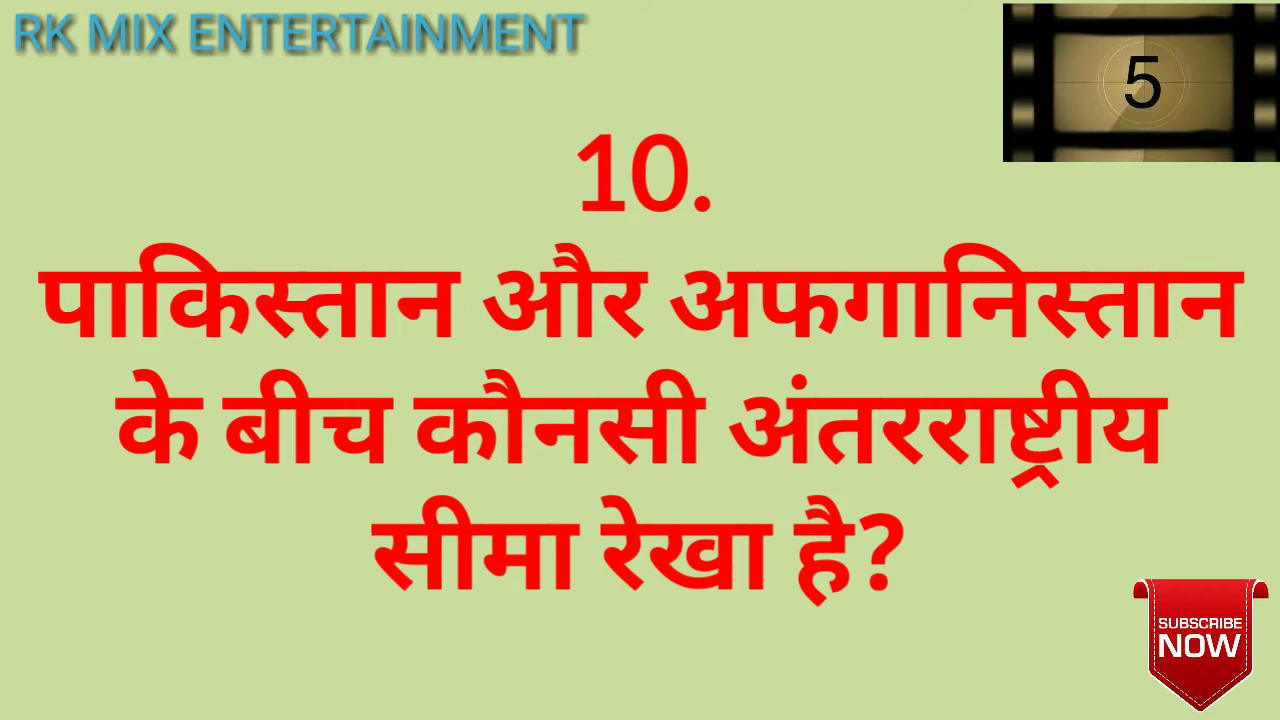 RK MIX ENTERTAINMENT
5
10.
पाकिस्तान और अफगानिस्तान
के बीच कौनसी अंतरराष्ट्रीय
सीमा रेखा है?
SUBSCRIBE
NOW